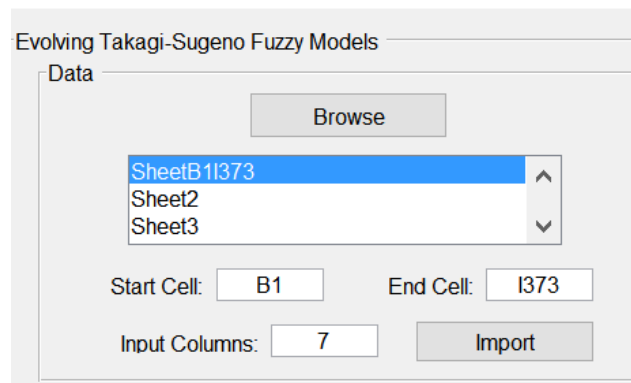 Evolving Takagi-Sugeno Fuzzy Models
Data
Browse
SheetB1I373
Sheet2
Sheet3
Start Cell: B1 End Cell: I373
Input Columns: 7 Import